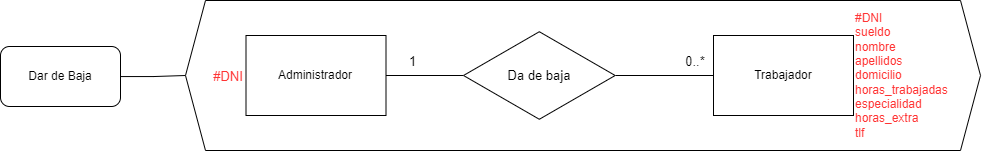 Dar de Baja
#DNI
Administrador
1
Da de baja
0..*
Trabajador
#DNI
sueldo
nombre
apellidos
domicilio
horas_trabajadas
especialidad
horas_extra
tlf